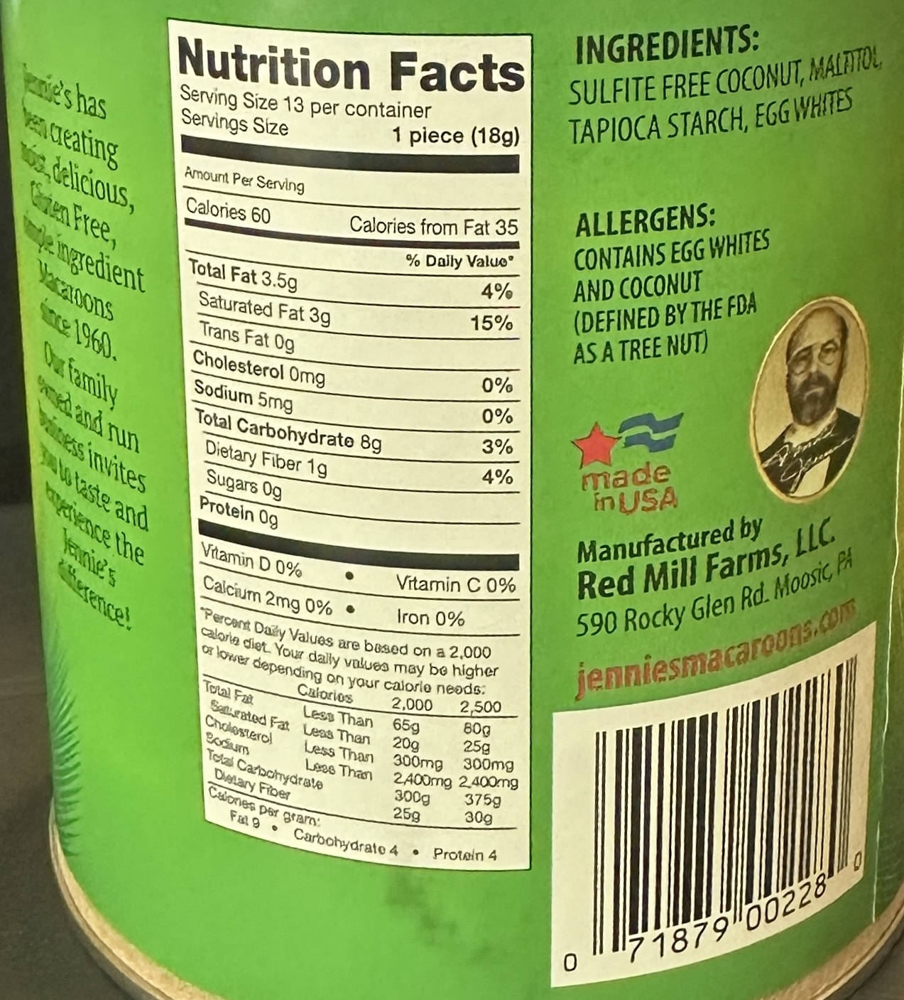 Jennie's has
been creating
moist, delicious,
Gluten Free,
simple ingredient
Macaroons
since 1960.
Our family
owned and run
business invites
you to taste and
experience the
Jennie's
difference!
Nutrition Facts
Serving Size 13 per container
Servings Size 1 piece (18g)
Amount Per Serving
Calories 60 Calories from Fat 35
% Daily Value*
Total Fat 3.5g 4%
Saturated Fat 3g 15%
Trans Fat 0g
Cholesterol 0mg 0%
Sodium 5mg 0%
Total Carbohydrate 8g 3%
Dietary Fiber 1g 4%
Sugars 0g
Protein 0g
Vitamin D 0% • Vitamin C 0%
Calcium 2mg 0% • Iron 0%
*Percent Daily Values are based on a 2,000
calorie diet. Your daily values may be higher
or lower depending on your calorie needs:
Calories 2,000 2,500
Total Fat Less Than 65g 80g
Saturated Fat Less Than 20g 25g
Cholesterol Less Than 300mg 300mg
Sodium Less Than 2,400mg 2,400mg
Total Carbohydrate 300g 375g
Dietary Fiber 25g 30g
Calories per gram:
Fat 9 • Carbohydrate 4 • Protein 4
INGREDIENTS:
SULFITE FREE COCONUT, MALTITOL,
TAPIOCA STARCH, EGG WHITES
ALLERGENS:
CONTAINS EGG WHITES
AND COCONUT
(DEFINED BY THE FDA
AS A TREE NUT)
made
in USA
Manufactured by
Red Mill Farms, LLC.
590 Rocky Glen Rd. Moosic, PA
jenniesmacaroons.com
0 71879 00228 0